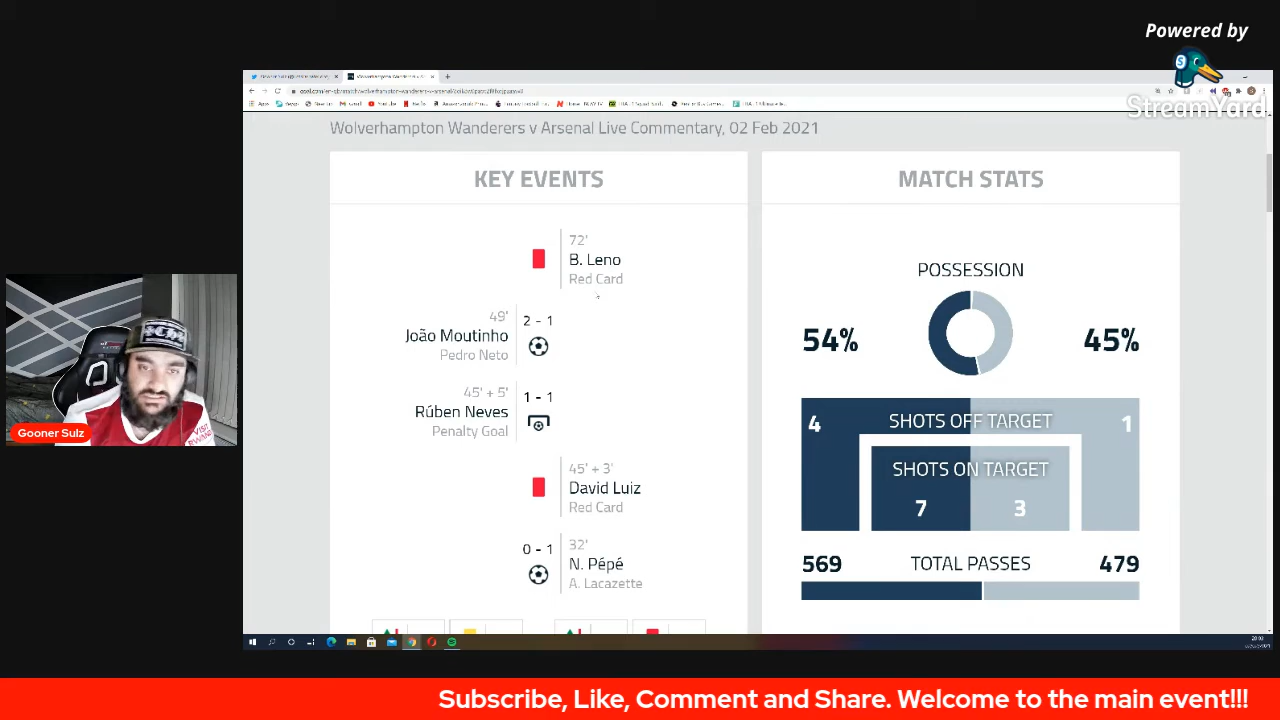 Powered by
StreamYard
Wolverhampton Wanderers v Arsenal Live Commentary, 02 Feb 2021
KEY EVENTS
72'
B. Leno
Red Card
49'
2 - 1
João Moutinho
Pedro Neto
45' + 5'
1 - 1
Rúben Neves
Penalty Goal
45' + 3'
David Luiz
Red Card
0 - 1
32'
N. Pépé
A. Lacazette
MATCH STATS
POSSESSION
54%
45%
4
SHOTS OFF TARGET
1
SHOTS ON TARGET
7
3
569
TOTAL PASSES
479
Gooner Sulz
Subscribe, Like, Comment and Share. Welcome to the main event!!!